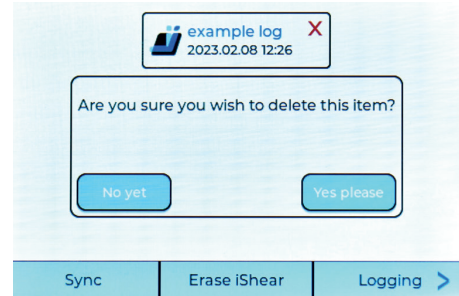 example log
X
2023.02.08 12:26
Are you sure you wish to delete this item?
No yet
Yes please
Sync
Erase iShear
Logging >